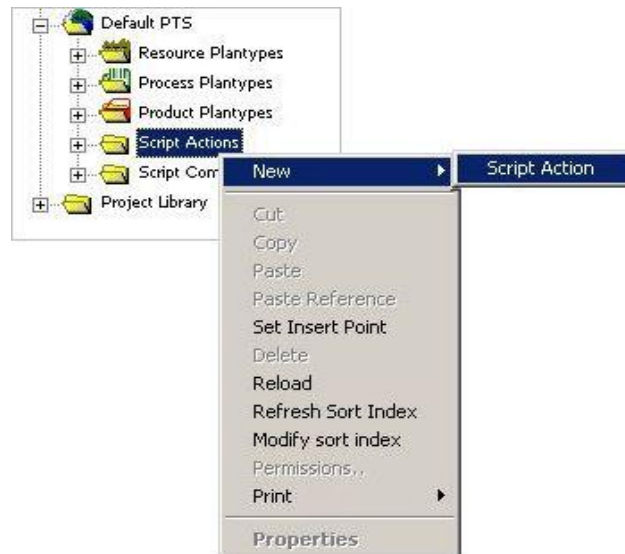 Default PTS
Resource Plantypes
Process Plantypes
Product Plantypes
Script Actions
Script Com
Project Library
New
Script Action
Cut
Copy
Paste
Paste Reference
Set Insert Point
Delete
Reload
Refresh Sort Index
Modify sort index
Permissions..
Print
Properties